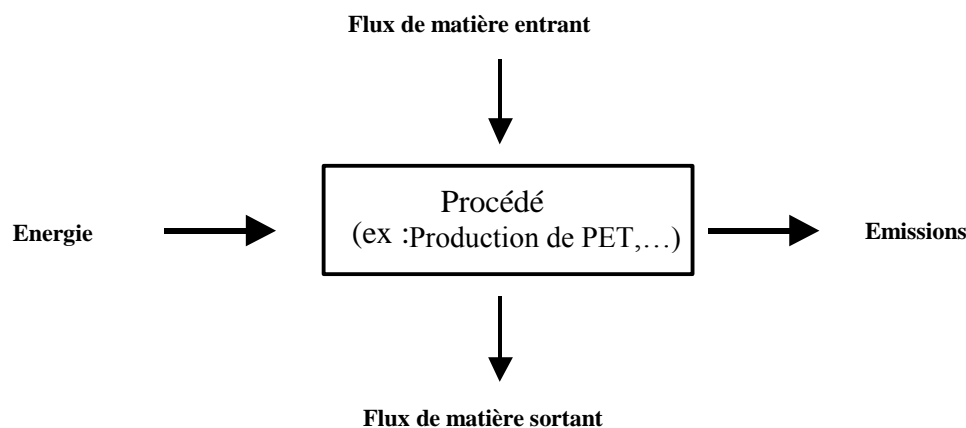 Flux de matière entrant
Procédé
(ex :Production de PET,…)
Energie
Emissions
Flux de matière sortant